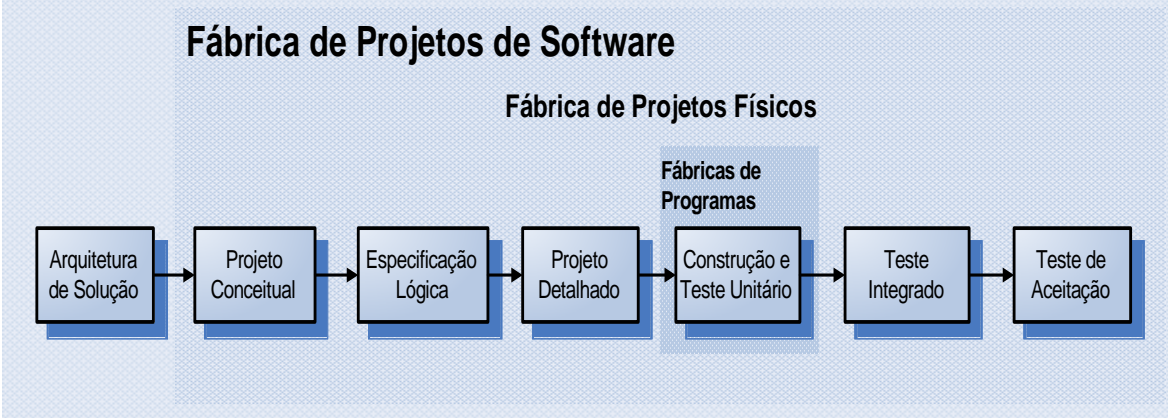 Fábrica de Projetos de Software
Fábrica de Projetos Físicos
Fábricas de
Programas
Arquitetura
de Solução
Projeto
Conceitual
Especificação
Lógica
Projeto
Detalhado
Construção e
Teste Unitário
Teste
Integrado
Teste de
Aceitação